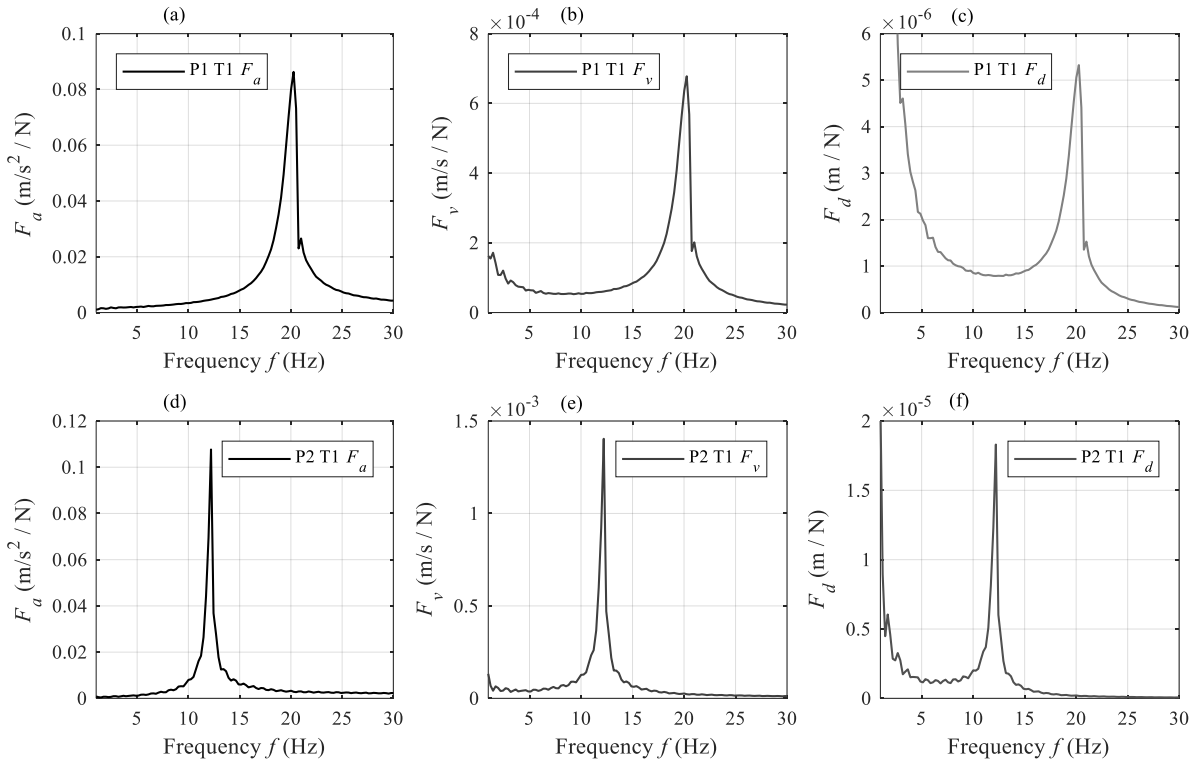 (a)
0.1
0.08
0.06
0.04
0.02
0
P1 T1 F_a
F_a (m/s^2 / N)
5 10 15 20 25 30
Frequency f (Hz)
(b)
×10^-4
8
6
4
2
0
P1 T1 F_v
F_v (m/s / N)
5 10 15 20 25 30
Frequency f (Hz)
(c)
×10^-6
6
5
4
3
2
1
0
P1 T1 F_d
F_d (m / N)
5 10 15 20 25 30
Frequency f (Hz)
(d)
0.12
0.1
0.08
0.06
0.04
0.02
0
P2 T1 F_a
F_a (m/s^2 / N)
5 10 15 20 25 30
Frequency f (Hz)
(e)
×10^-3
1.5
1
0.5
0
P2 T1 F_v
F_v (m/s / N)
5 10 15 20 25 30
Frequency f (Hz)
(f)
×10^-5
2
1.5
1
0.5
0
P2 T1 F_d
F_d (m / N)
5 10 15 20 25 30
Frequency f (Hz)